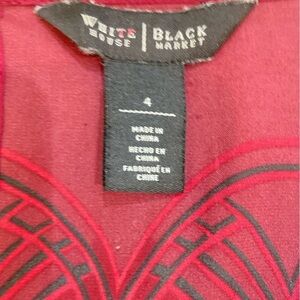 WHITE HOUSE | BLACK MARKET
4
MADE IN
CHINA
HECHO EN
CHINA
FABRIQUÉ EN
CHINE